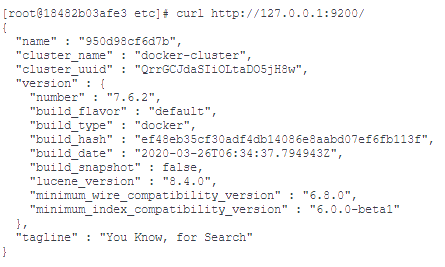 [root@18482b03afe3 etc]# curl http://127.0.0.1:9200/
{
  "name" : "950d98cf6d7b",
  "cluster_name" : "docker-cluster",
  "cluster_uuid" : "QrrGCJdaSIiOLtaDO5jH8w",
  "version" : {
    "number" : "7.6.2",
    "build_flavor" : "default",
    "build_type" : "docker",
    "build_hash" : "ef48eb35cf30adf4db14086e8aabd07ef6fb113f",
    "build_date" : "2020-03-26T06:34:37.794943Z",
    "build_snapshot" : false,
    "lucene_version" : "8.4.0",
    "minimum_wire_compatibility_version" : "6.8.0",
    "minimum_index_compatibility_version" : "6.0.0-beta1"
  },
  "tagline" : "You Know, for Search"
}